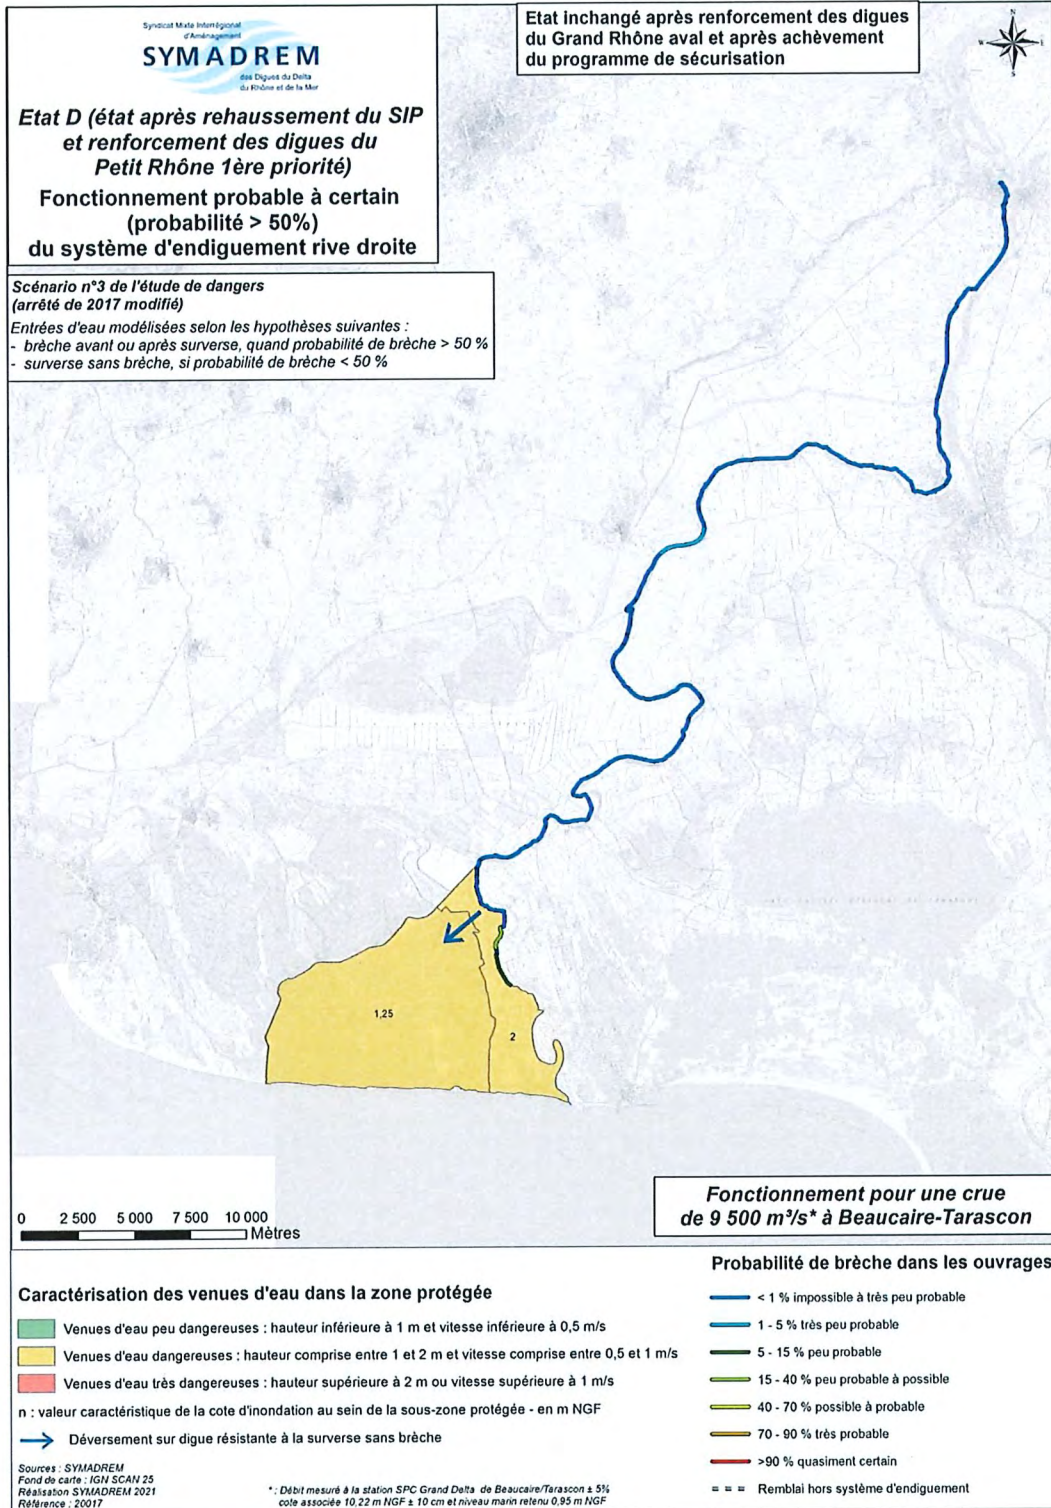 Syndicat Mixte Interrégional
d'Aménagement
SYMADREM
des Digues du Delta
du Rhône et de la Mer
Etat D (état après rehaussement du SIP
et renforcement des digues du
Petit Rhône 1ère priorité)
Fonctionnement probable à certain
(probabilité > 50%)
du système d'endiguement rive droite
Etat inchangé après renforcement des digues
du Grand Rhône aval et après achèvement
du programme de sécurisation
N
W
E
S
Scénario n°3 de l'étude de dangers
(arrêté de 2017 modifié)
Entrées d'eau modélisées selon les hypothèses suivantes :
- brèche avant ou après surverse, quand probabilité de brèche > 50 %
- surverse sans brèche, si probabilité de brèche < 50 %
1,25
2
0 2 500 5 000 7 500 10 000
Mètres
Fonctionnement pour une crue
de 9 500 m³/s* à Beaucaire-Tarascon
Caractérisation des venues d'eau dans la zone protégée
Venues d'eau peu dangereuses : hauteur inférieure à 1 m et vitesse inférieure à 0,5 m/s
Venues d'eau dangereuses : hauteur comprise entre 1 et 2 m et vitesse comprise entre 0,5 et 1 m/s
Venues d'eau très dangereuses : hauteur supérieure à 2 m ou vitesse supérieure à 1 m/s
n : valeur caractéristique de la cote d'inondation au sein de la sous-zone protégée - en m NGF
Déversement sur digue résistante à la surverse sans brèche
Sources : SYMADREM
Fond de carte : IGN SCAN 25
Réalisation SYMADREM 2021
Référence : 20017
* : Débit mesuré à la station SPC Grand Delta de Beaucaire/Tarascon ± 5%
cote associée 10,22 m NGF ± 10 cm et niveau marin retenu 0,95 m NGF
Probabilité de brèche dans les ouvrages
< 1 % impossible à très peu probable
1 - 5 % très peu probable
5 - 15 % peu probable
15 - 40 % peu probable à possible
40 - 70 % possible à probable
70 - 90 % très probable
>90 % quasiment certain
Remblai hors système d'endiguement